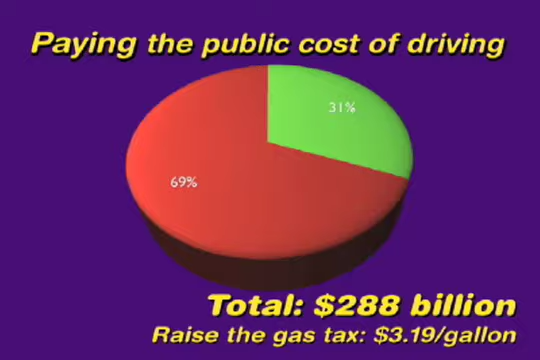 Paying the public cost of driving
31%
69%
Total: $288 billion
Raise the gas tax: $3.19/gallon